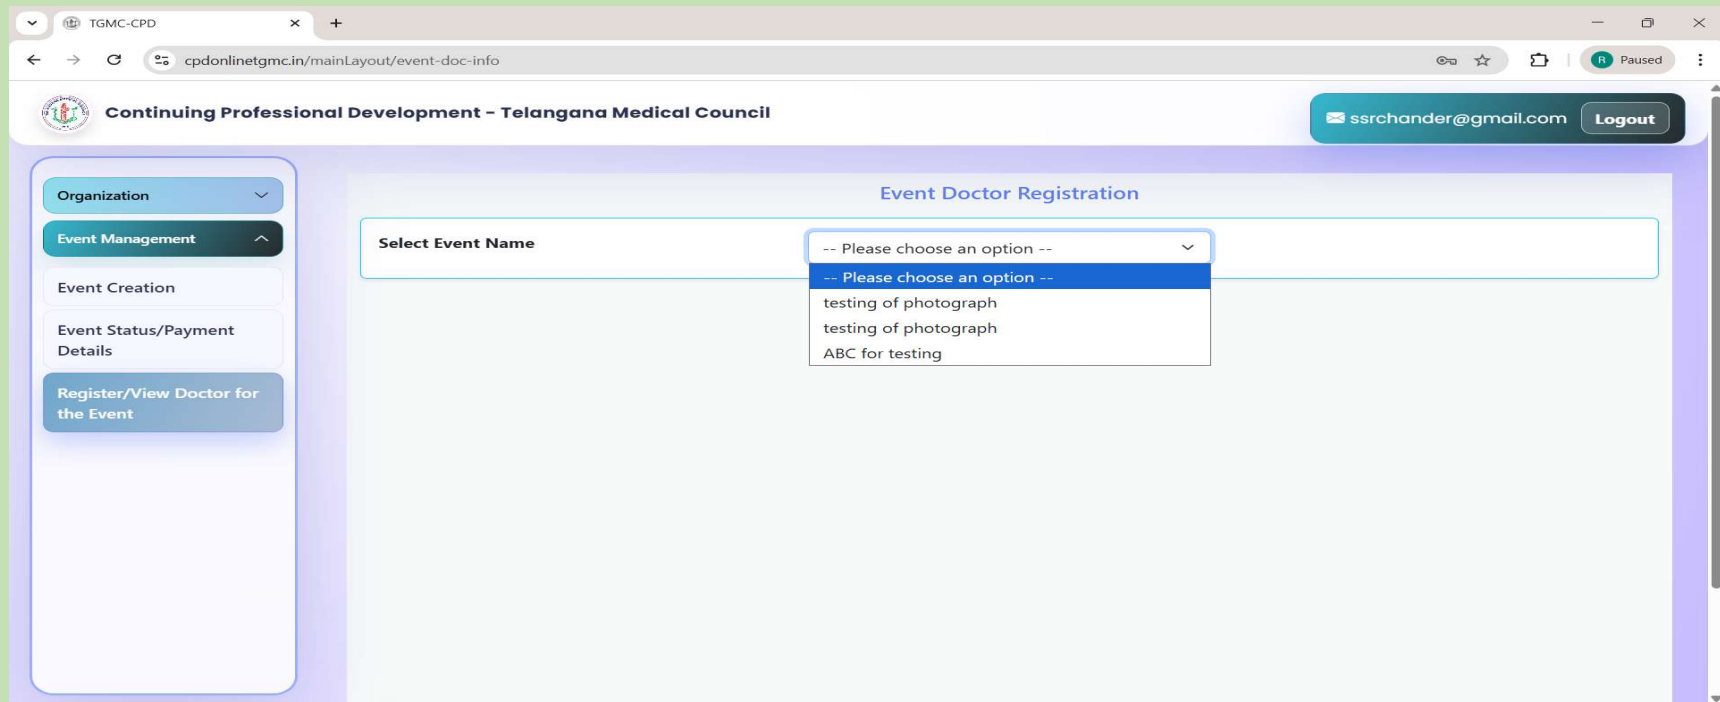 TGMC-CPD
cpdonlinetgmc.in/mainLayout/event-doc-info
R Paused
Continuing Professional Development - Telangana Medical Council
ssrchander@gmail.com Logout
Organization
Event Management
Event Creation
Event Status/Payment
Details
Register/View Doctor for
the Event
Event Doctor Registration
Select Event Name
-- Please choose an option --
-- Please choose an option --
testing of photograph
testing of photograph
ABC for testing